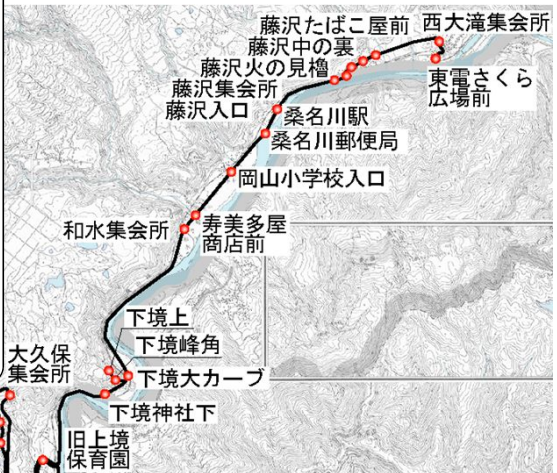 藤沢たばこ屋前
西大滝集会所
藤沢中の裏
藤沢火の見櫓
東電さくら
広場前
藤沢集会所
藤沢入口
桑名川駅
桑名川郵便局
岡山小学校入口
和水集会所
寿美多屋
商店前
下境上
下境峰角
大久保
集会所
下境大カーブ
下境神社下
旧上境
保育園